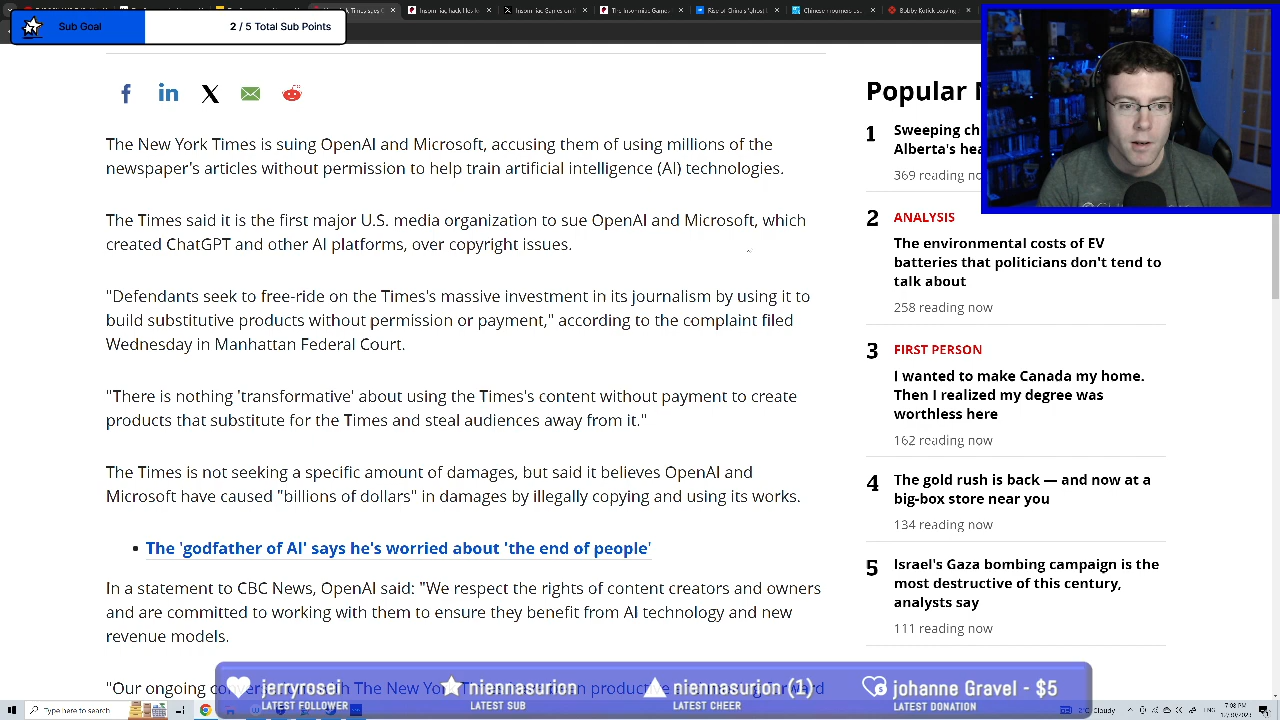 Sub Goal
2 / 5 Total Sub Points
The New York Times is suing OpenAI and Microsoft, accusing them of using millions of the
newspaper's articles without permission to help train artificial intelligence (AI) technologies.
The Times said it is the first major U.S. media organization to sue OpenAI and Microsoft, which
created ChatGPT and other AI platforms, over copyright issues.
"Defendants seek to free-ride on the Times's massive investment in its journalism by using it to
build substitutive products without permission or payment," according to the complaint filed
Wednesday in Manhattan Federal Court.
"There is nothing 'transformative' about using the Times's content without payment to create
products that substitute for the Times and steal audiences away from it."
The Times is not seeking a specific amount of damages, but said it believes OpenAI and
Microsoft have caused "billions of dollars" in damages by illegally copying and using its works.
The 'godfather of AI' says he's worried about 'the end of people'
In a statement to CBC News, OpenAI said: "We respect the rights of content creators and owners
and are committed to working with them to ensure they benefit from AI technology and new
revenue models.
"Our ongoing
Popular
1
Sweeping
Alberta's
369 reading
2
ANALYSIS
The environmental costs of EV
batteries that politicians don't tend to
talk about
258 reading now
3
FIRST PERSON
I wanted to make Canada my home.
Then I realized my degree was
worthless here
162 reading now
4
The gold rush is back — and now at a
big-box store near you
134 reading now
5
Israel's Gaza bombing campaign is the
most destructive of this century,
analysts say
111 reading now
jerryrosei
LATEST FOLLOWER
LATEST SUB
LATEST CHEER
johanne Gravel - $5
LATEST DONATION
Type here to search
Cloudy